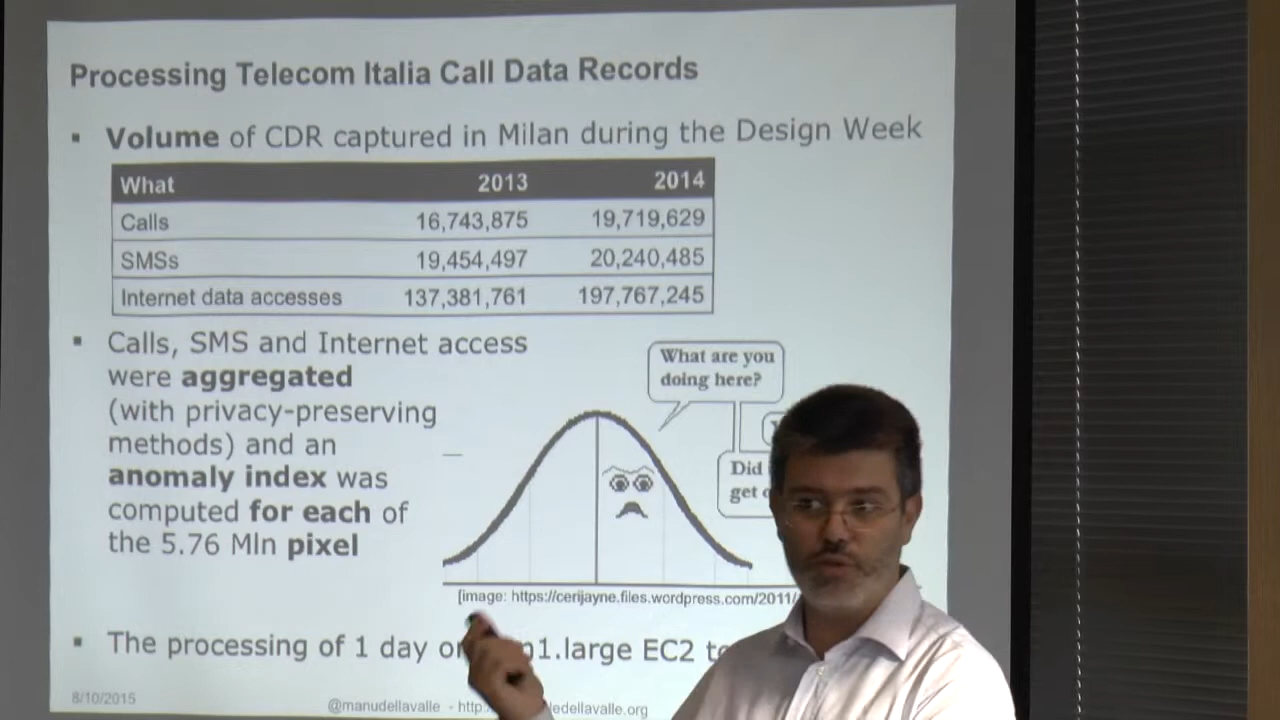 Processing Telecom Italia Call Data Records
▪ Volume of CDR captured in Milan during the Design Week
What 2013 2014
Calls 16,743,875 19,719,629
SMSs 19,454,497 20,240,485
Internet data accesses 137,381,761 197,767,245
▪ Calls, SMS and Internet access
were aggregated
(with privacy-preserving
methods) and an
anomaly index was
computed for each of
the 5.76 Mln pixel
What are you
doing here?
Did
get
[image: https://cerijayne.files.wordpress.com/2011/
▪ The processing of 1 day 1.large EC2
8/10/2015
@manudellavalle - http: ledellavalle.org